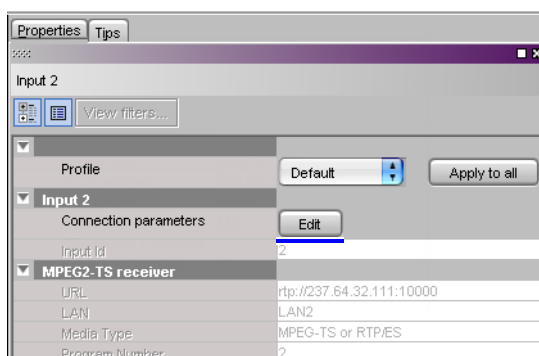 Properties Tips
Input 2
View filters...
Profile Default Apply to all
Input 2
Connection parameters Edit
Input Id 2
MPEG2-TS receiver
URL rtp://237.64.32.111:10000
LAN LAN2
Media Type MPEG-TS or RTP/ES
Program Number 2